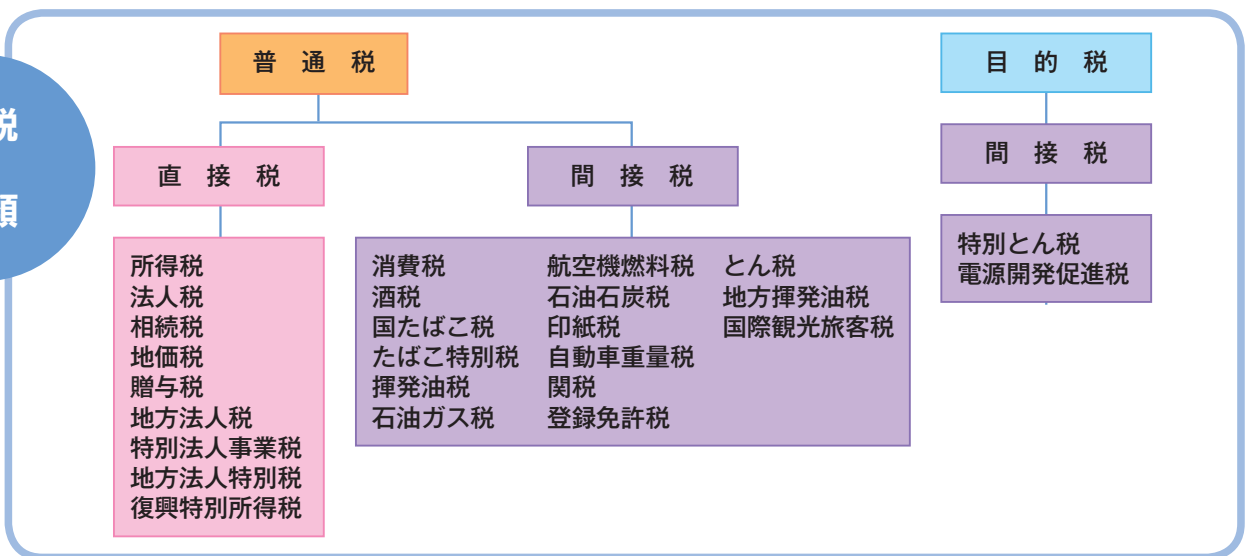 税
類
普通税
直接税
所得税
法人税
相続税
地価税
贈与税
地方法人税
特別法人事業税
地方法人特別税
復興特別所得税
間接税
消費税
酒税
国たばこ税
たばこ特別税
揮発油税
石油ガス税
航空機燃料税
石油石炭税
印紙税
自動車重量税
関税
登録免許税
とん税
地方揮発油税
国際観光旅客税
目的税
間接税
特別とん税
電源開発促進税